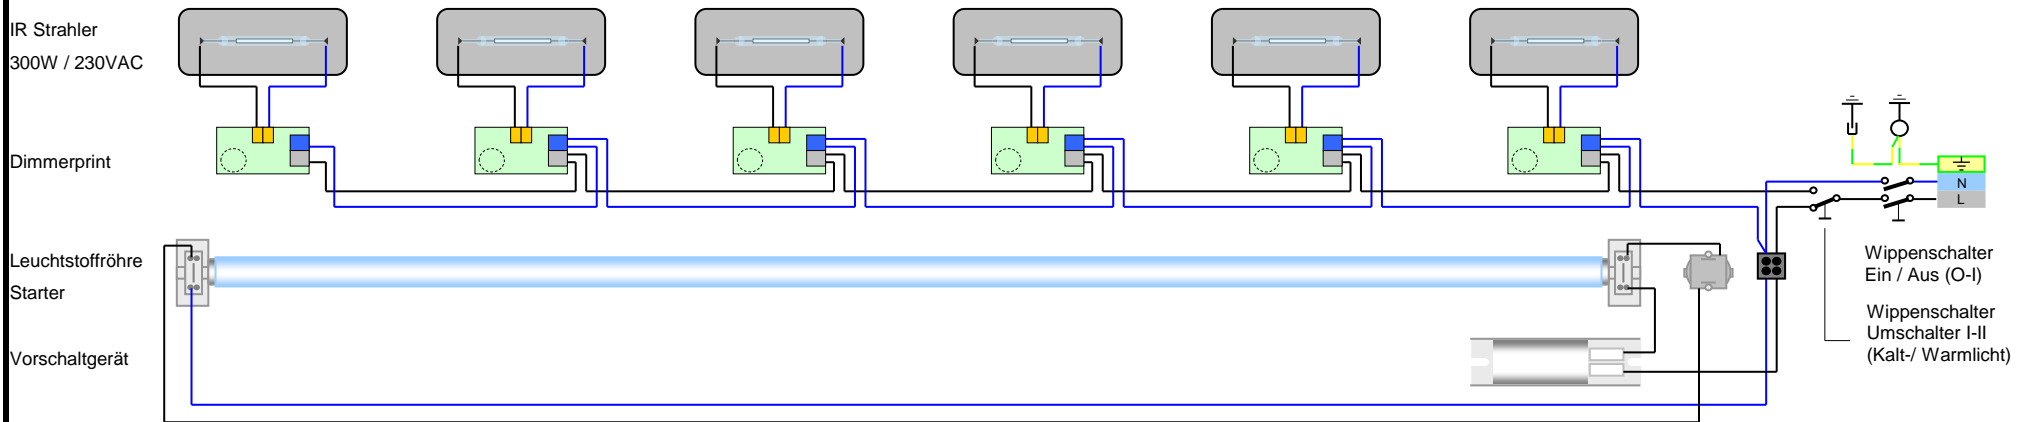 IR Strahler
300W / 230VAC
Dimmerprint
N
L
Leuchtstoffröhre
Starter
Wippenschalter
Ein / Aus (O-I)
Wippenschalter
Umschalter I-II
(Kalt-/ Warmlicht)
Vorschaltgerät